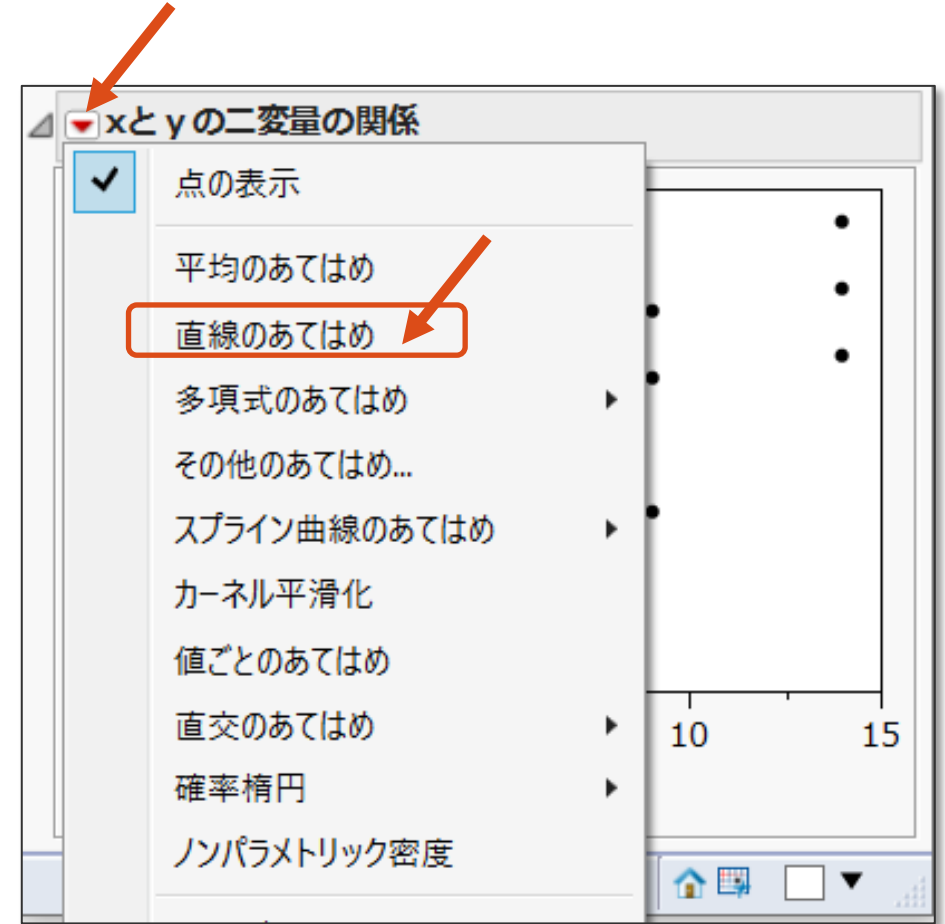 xと y の二変量の関係
点の表示
平均のあてはめ
直線のあてはめ
多項式のあてはめ
その他のあてはめ...
スプライン曲線のあてはめ
カーネル平滑化
値ごとのあてはめ
直交のあてはめ
確率楕円
ノンパラメトリック密度
10 15